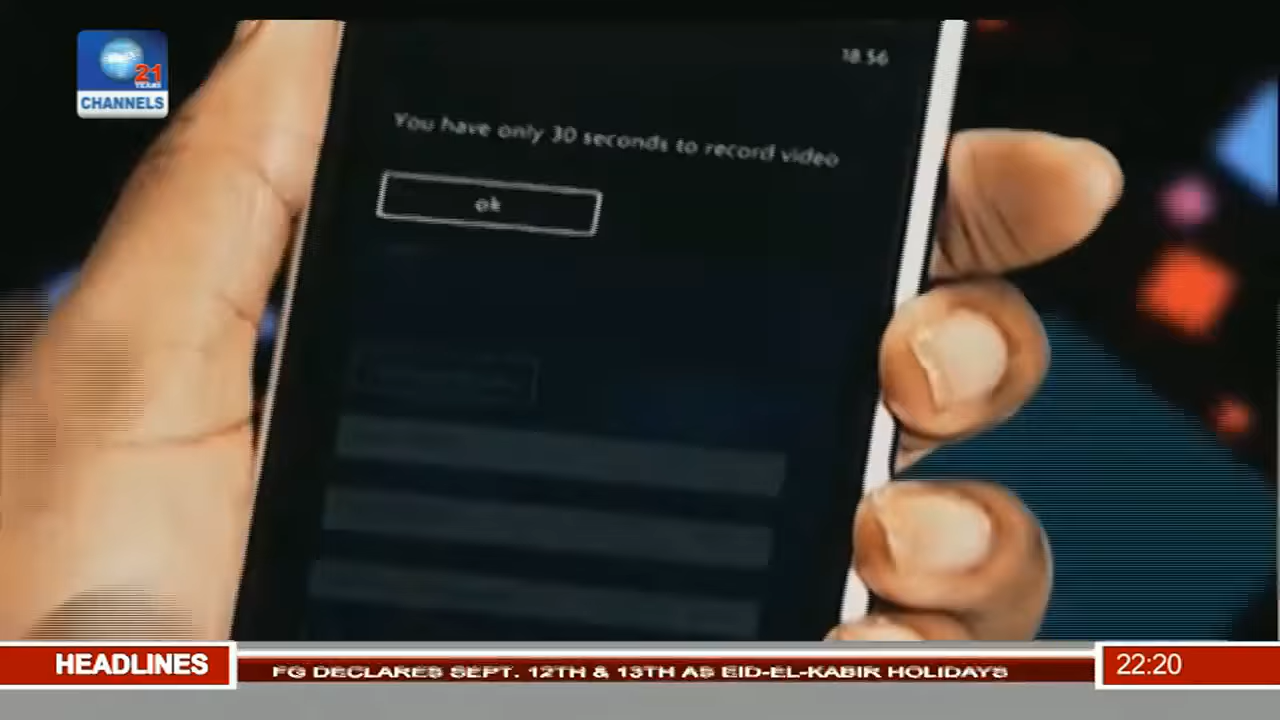 21
YEARS
CHANNELS
18:56
You have only 30 seconds to record video
ok
HEADLINES
FG DECLARES SEPT. 12TH & 13TH AS EID-EL-KABIR HOLIDAYS
22:20